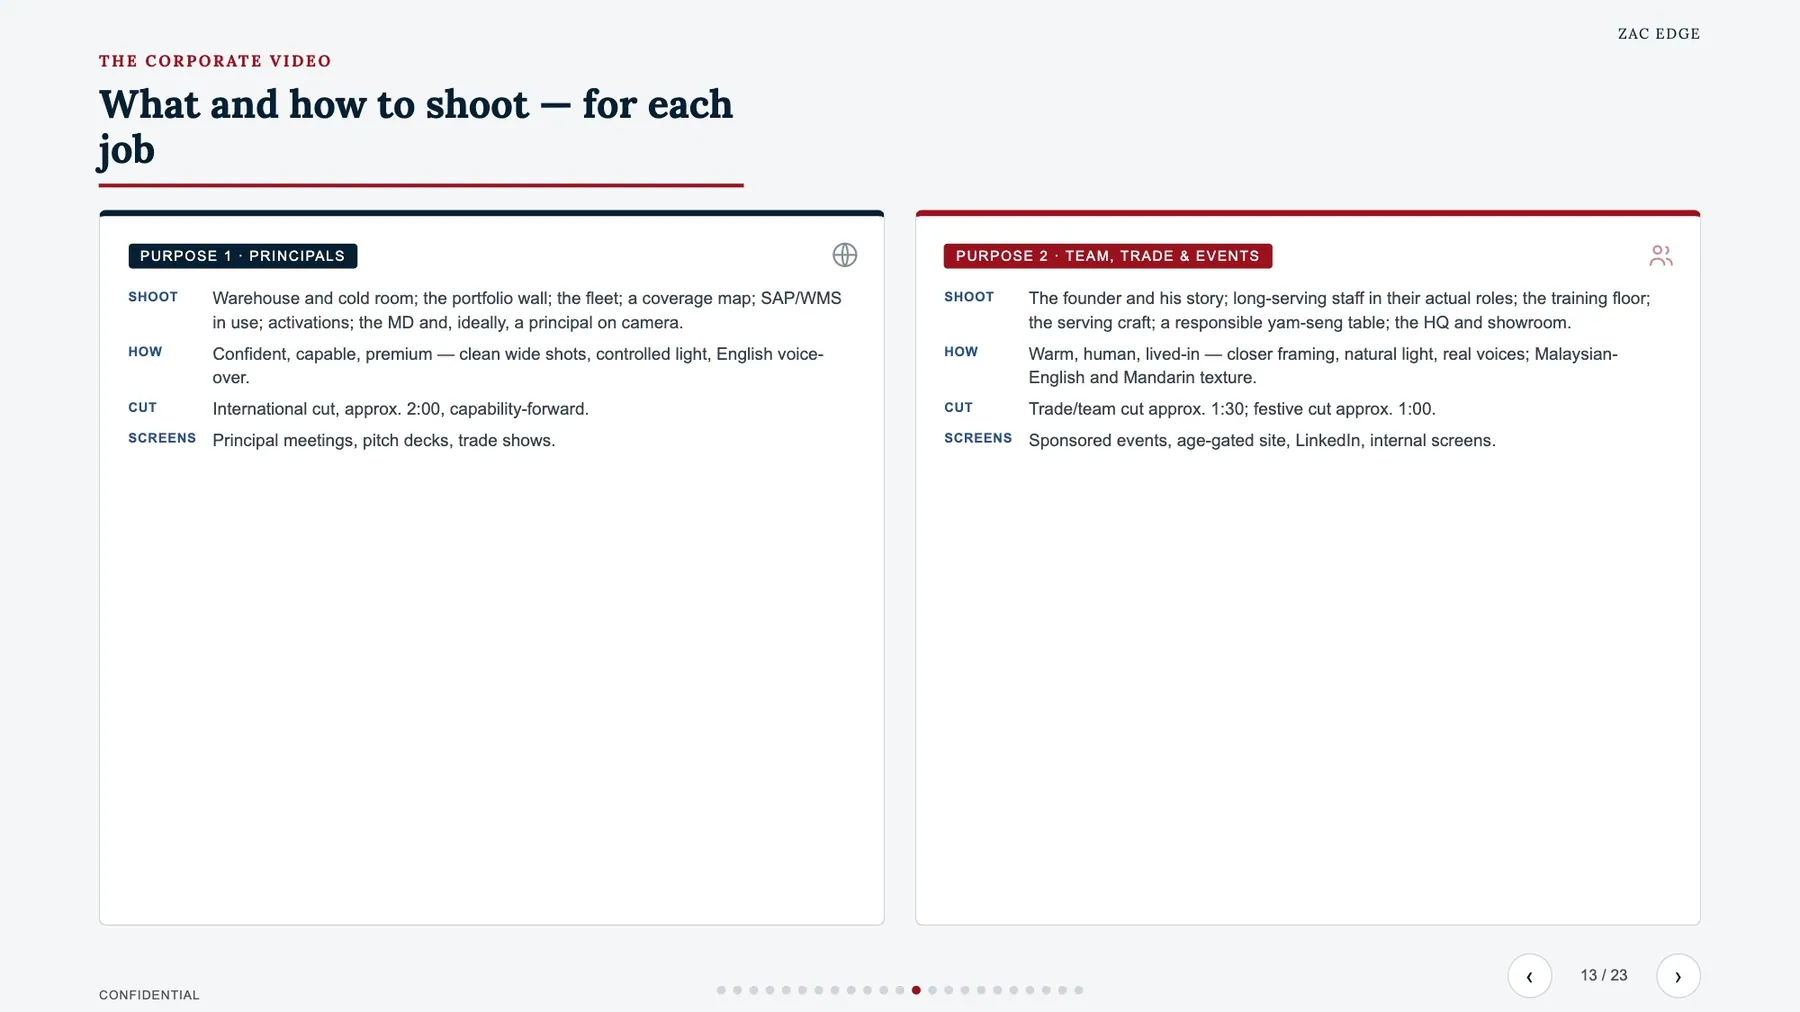 ZAC EDGE
THE CORPORATE VIDEO
What and how to shoot — for each
job
PURPOSE 1 · PRINCIPALS
SHOOT Warehouse and cold room; the portfolio wall; the fleet; a coverage map; SAP/WMS
in use; activations; the MD and, ideally, a principal on camera.
HOW Confident, capable, premium — clean wide shots, controlled light, English voice-
over.
CUT International cut, approx. 2:00, capability-forward.
SCREENS Principal meetings, pitch decks, trade shows.
PURPOSE 2 · TEAM, TRADE & EVENTS
SHOOT The founder and his story; long-serving staff in their actual roles; the training floor;
the serving craft; a responsible yam-seng table; the HQ and showroom.
HOW Warm, human, lived-in — closer framing, natural light, real voices; Malaysian-
English and Mandarin texture.
CUT Trade/team cut approx. 1:30; festive cut approx. 1:00.
SCREENS Sponsored events, age-gated site, LinkedIn, internal screens.
CONFIDENTIAL
‹ 13 / 23 ›